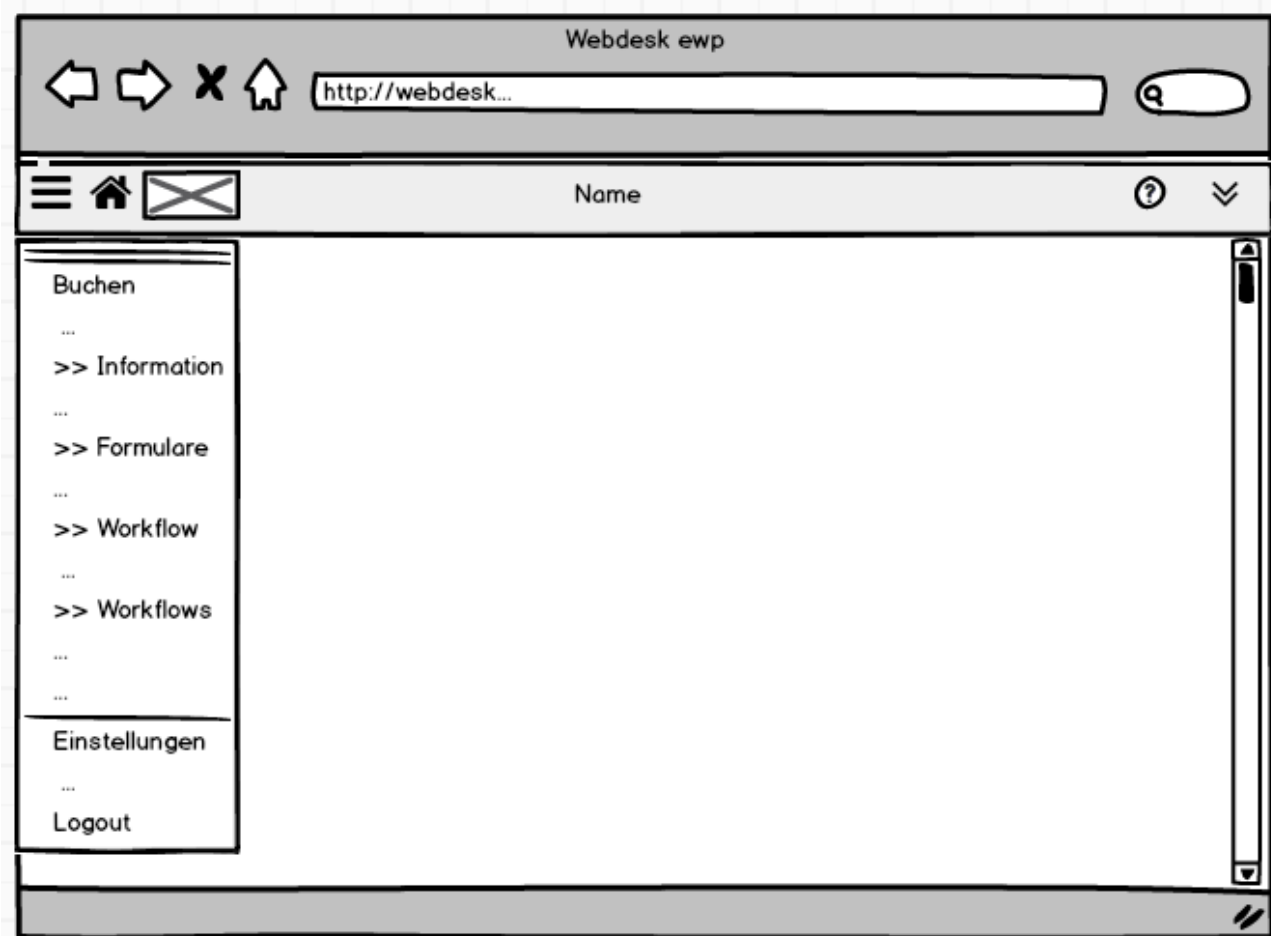 Webdesk ewp
http://webdesk...
Name
?
Buchen
...
>> Information
...
>> Formulare
...
>> Workflow
...
>> Workflows
...
...
Einstellungen
...
Logout